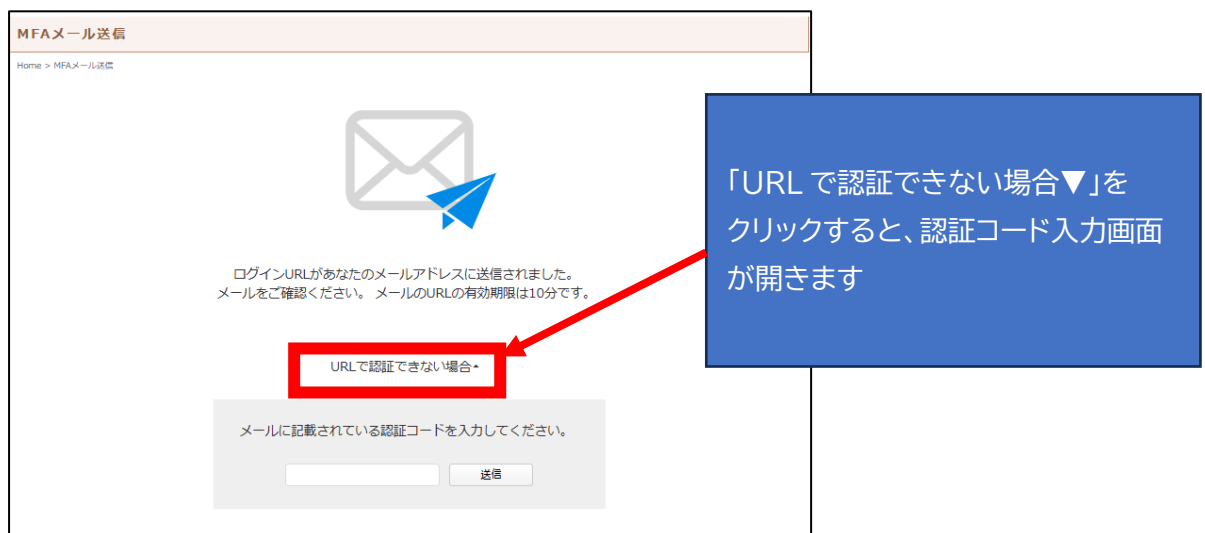 MFAメール送信
Home > MFAメール送信
ログインURLがあなたのメールアドレスに送信されました。
メールをご確認ください。 メールのURLの有効期限は10分です。
URLで認証できない場合▴
メールに記載されている認証コードを入力してください。
送信
「URL で認証できない場合▼」を
クリックすると、認証コード入力画面
が開きます